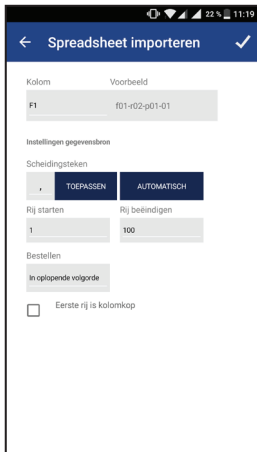 22 % 11:19
Spreadsheet importeren
Kolom Voorbeeld
F1 f01-r02-p01-01
Instellingen gegevensbron
Scheidingsteken
, TOEPASSEN AUTOMATISCH
Rij starten Rij beëindigen
1 100
Bestellen
In oplopende volgorde
Eerste rij is kolomkop